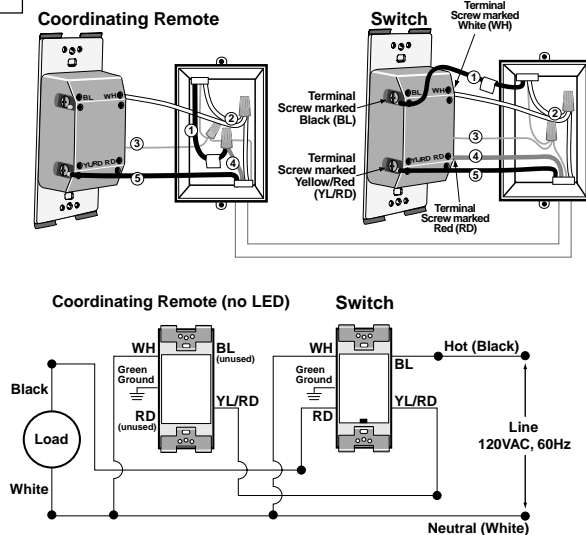 Coordinating Remote
Switch
Terminal
Screw marked
White (WH)
BL
WH
1
2
3
YL/RD RD
4
5
Terminal
Screw marked
Black (BL)
Terminal
Screw marked
Yellow/Red
(YL/RD)
BL
WH
1
2
3
YL/RD RD
4
5
Terminal
Screw marked
Red (RD)
Coordinating Remote (no LED)
Switch
WH
BL
(unused)
Green
Ground
RD
(unused)
YL/RD
WH
BL
Green
Ground
RD
YL/RD
Hot (Black)
Black
Load
White
Line
120VAC, 60Hz
Neutral (White)